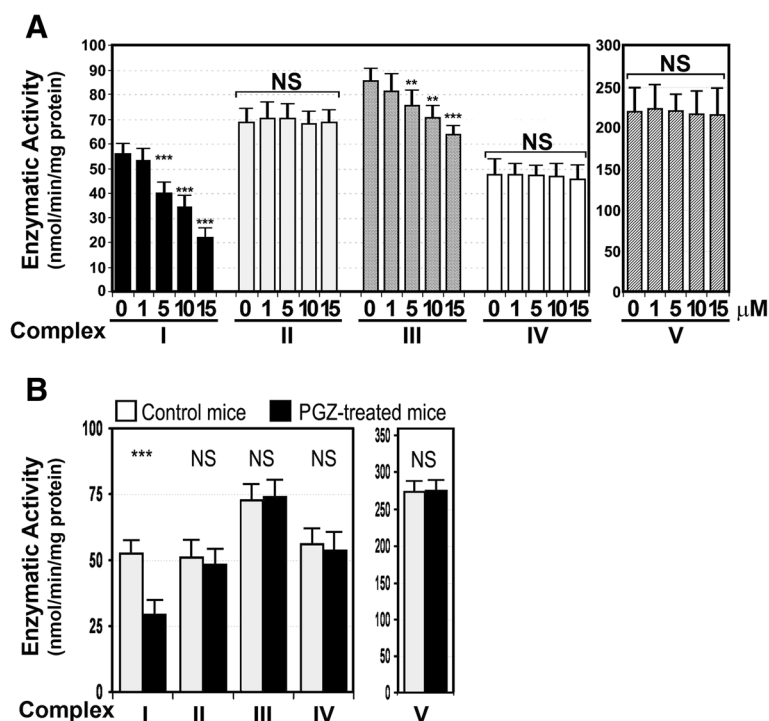 A
Enzymatic Activity
(nmol/min/mg protein)
100
90
80
70
60
50
40
30
20
10
0
***
***
***
NS
**
**
***
NS
300
250
200
150
100
50
0
NS
0 1 5 10 15 0 1 5 10 15 0 1 5 10 15 0 1 5 10 15 0 1 5 10 15 μM
Complex I II III IV V
B
Control mice PGZ-treated mice
Enzymatic Activity
(nmol/min/mg protein)
100
75
50
25
0
*** NS NS NS
350
300
250
200
150
100
50
0
NS
Complex I II III IV V